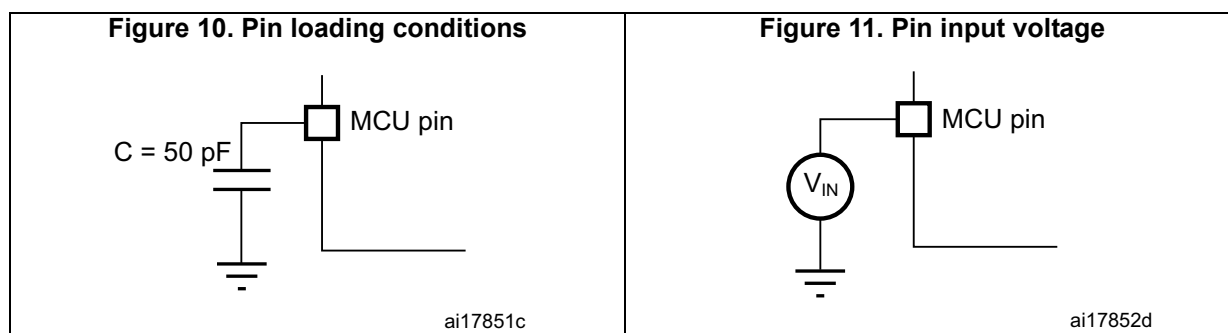 Figure 10. Pin loading conditions
MCU pin
C = 50 pF
ai17851c
Figure 11. Pin input voltage
MCU pin
VIN
ai17852d